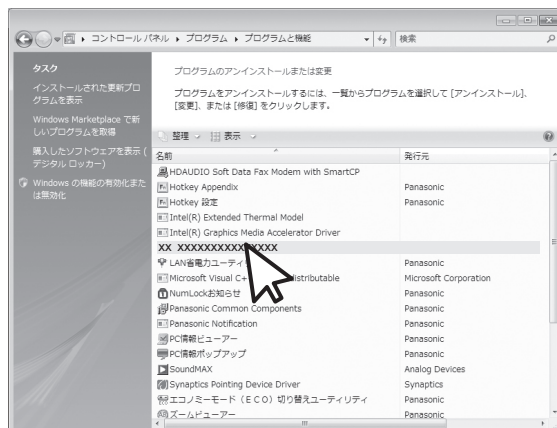 コントロール パネル ▸ プログラム ▸ プログラムと機能
検索
タスク
インストールされた更新プロ
グラムを表示
Windows Marketplace で新
しいプログラムを取得
購入したソフトウェアを表示 (
デジタル ロッカー)
Windows の機能の有効化また
は無効化
プログラムのアンインストールまたは変更
プログラムをアンインストールするには、一覧からプログラムを選択して [アンインストール]、
[変更]、または [修復] をクリックします。
整理 表示
名前 発行元
HDAUDIO Soft Data Fax Modem with SmartCP
Hotkey Appendix Panasonic
Hotkey 設定 Panasonic
Intel(R) Extended Thermal Model
Intel(R) Graphics Media Accelerator Driver
XX XXXXXXXXXXXXXX
LAN省電力ユーティリ Panasonic
Microsoft Visual C+ distributable Microsoft Corporation
NumLockお知らせ Panasonic
Panasonic Common Components Panasonic
Panasonic Notification Panasonic
PC情報ビューアー Panasonic
PC情報ポップアップ Panasonic
SoundMAX Analog Devices
Synaptics Pointing Device Driver Synaptics
エコノミーモード（ＥＣＯ）切り替えユーティリティ Panasonic
ズームビューアー Panasonic